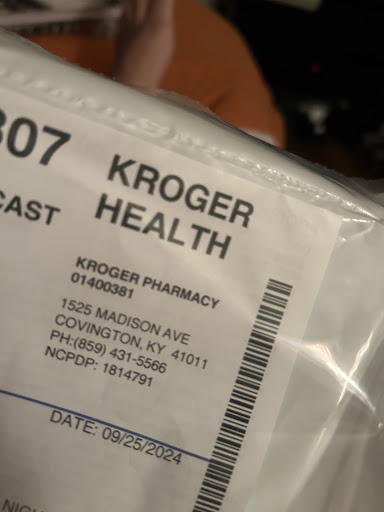 307
KROGER
HEALTH
CAST
KROGER PHARMACY
01400381
1525 MADISON AVE
COVINGTON, KY 41011
PH:(859) 431-5566
NCPDP: 1814791
DATE: 09/25/2024